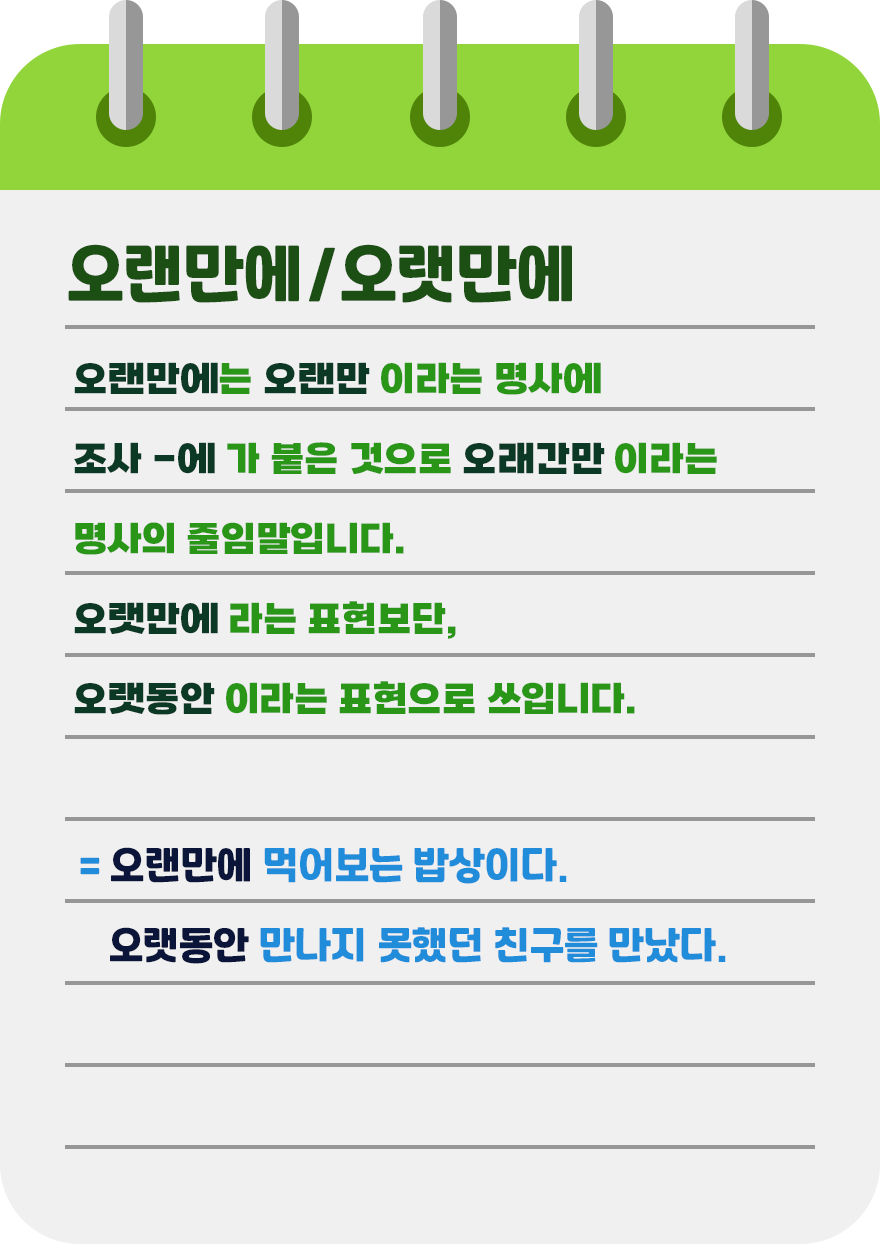 오랜만에/오랫만에
오랜만에는 오랜만 이라는 명사에
조사 -에 가 붙은 것으로 오래간만 이라는
명사의 줄임말입니다.
오랫만에 라는 표현보단,
오랫동안 이라는 표현으로 쓰입니다.
= 오랜만에 먹어보는 밥상이다.
오랫동안 만나지 못했던 친구를 만났다.